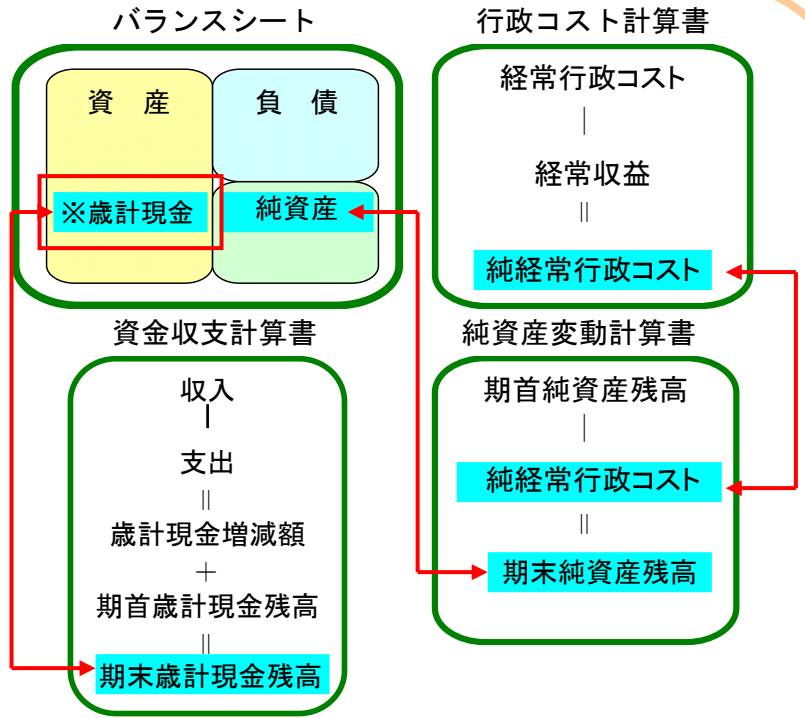 バランスシート
資　産
負　債
※歳計現金
純資産
行政コスト計算書
経常行政コスト
｜
経常収益
||
純経常行政コスト
資金収支計算書
収入
ー
支出
||
歳計現金増減額
＋
期首歳計現金残高
||
期末歳計現金残高
純資産変動計算書
期首純資産残高
｜
純経常行政コスト
||
期末純資産残高